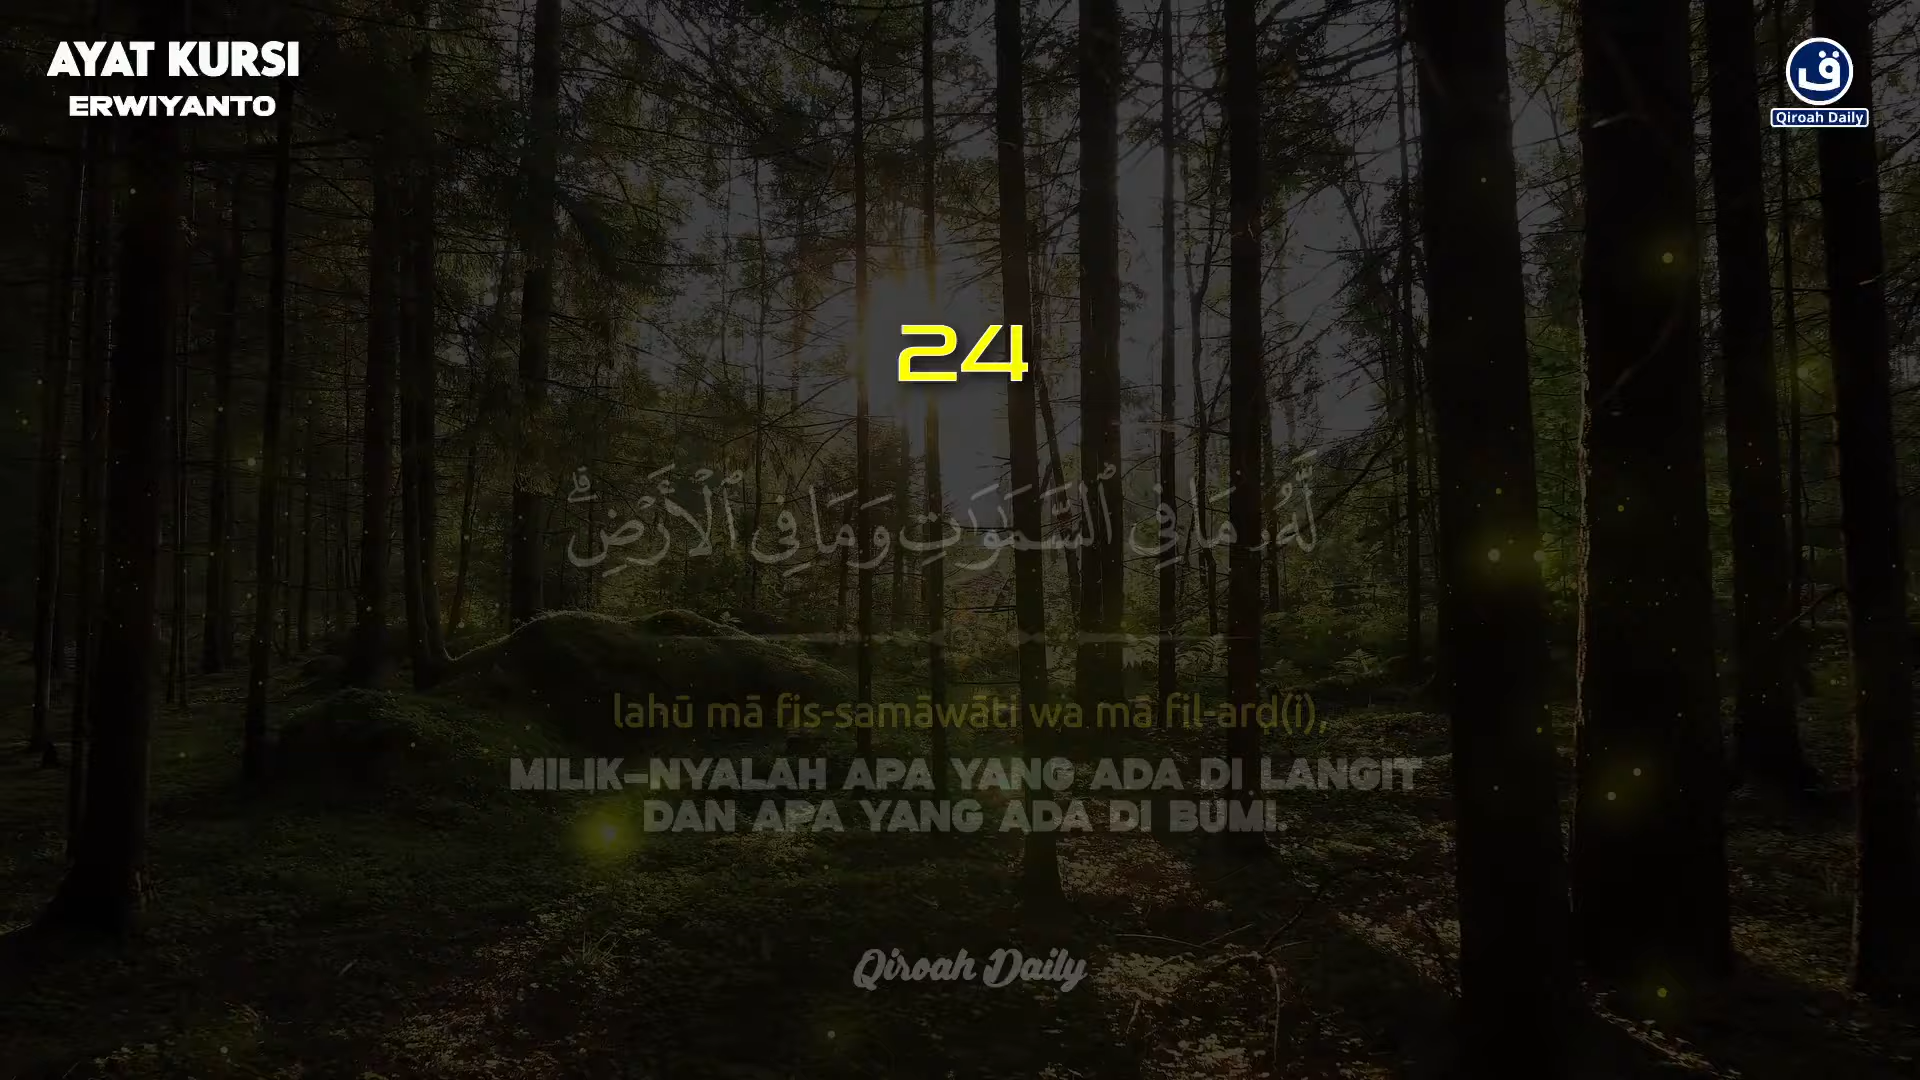 AYAT KURSI
ERWIYANTO
ق
Qiroah Daily
24
لَّهُۥ مَا فِى ٱلسَّمَـٰوَٰتِ وَمَا فِى ٱلْأَرْضِ ۗ
lahū mā fis-samāwāti wa mā fil-arḍ(i),
MILIK-NYALAH APA YANG ADA DI LANGIT
DAN APA YANG ADA DI BUMI.
Qiroah Daily